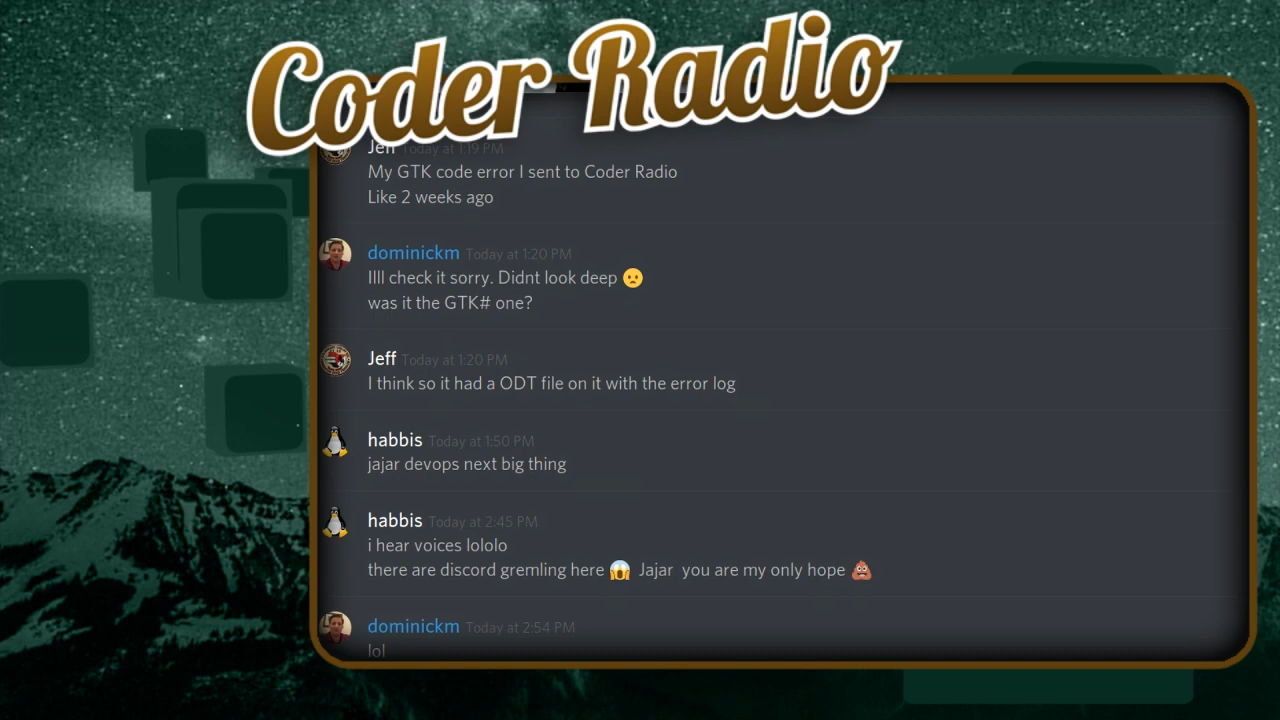 Coder Radio
Jeff Today at 1:19 PM
My GTK code error I sent to Coder Radio
Like 2 weeks ago
dominickm Today at 1:20 PM
Illl check it sorry. Didnt look deep 😟
was it the GTK# one?
Jeff Today at 1:20 PM
I think so it had a ODT file on it with the error log
habbis Today at 1:50 PM
jajar devops next big thing
habbis Today at 2:45 PM
i hear voices lololo
there are discord gremling here 😱 Jajar you are my only hope 💩
dominickm Today at 2:54 PM
lol